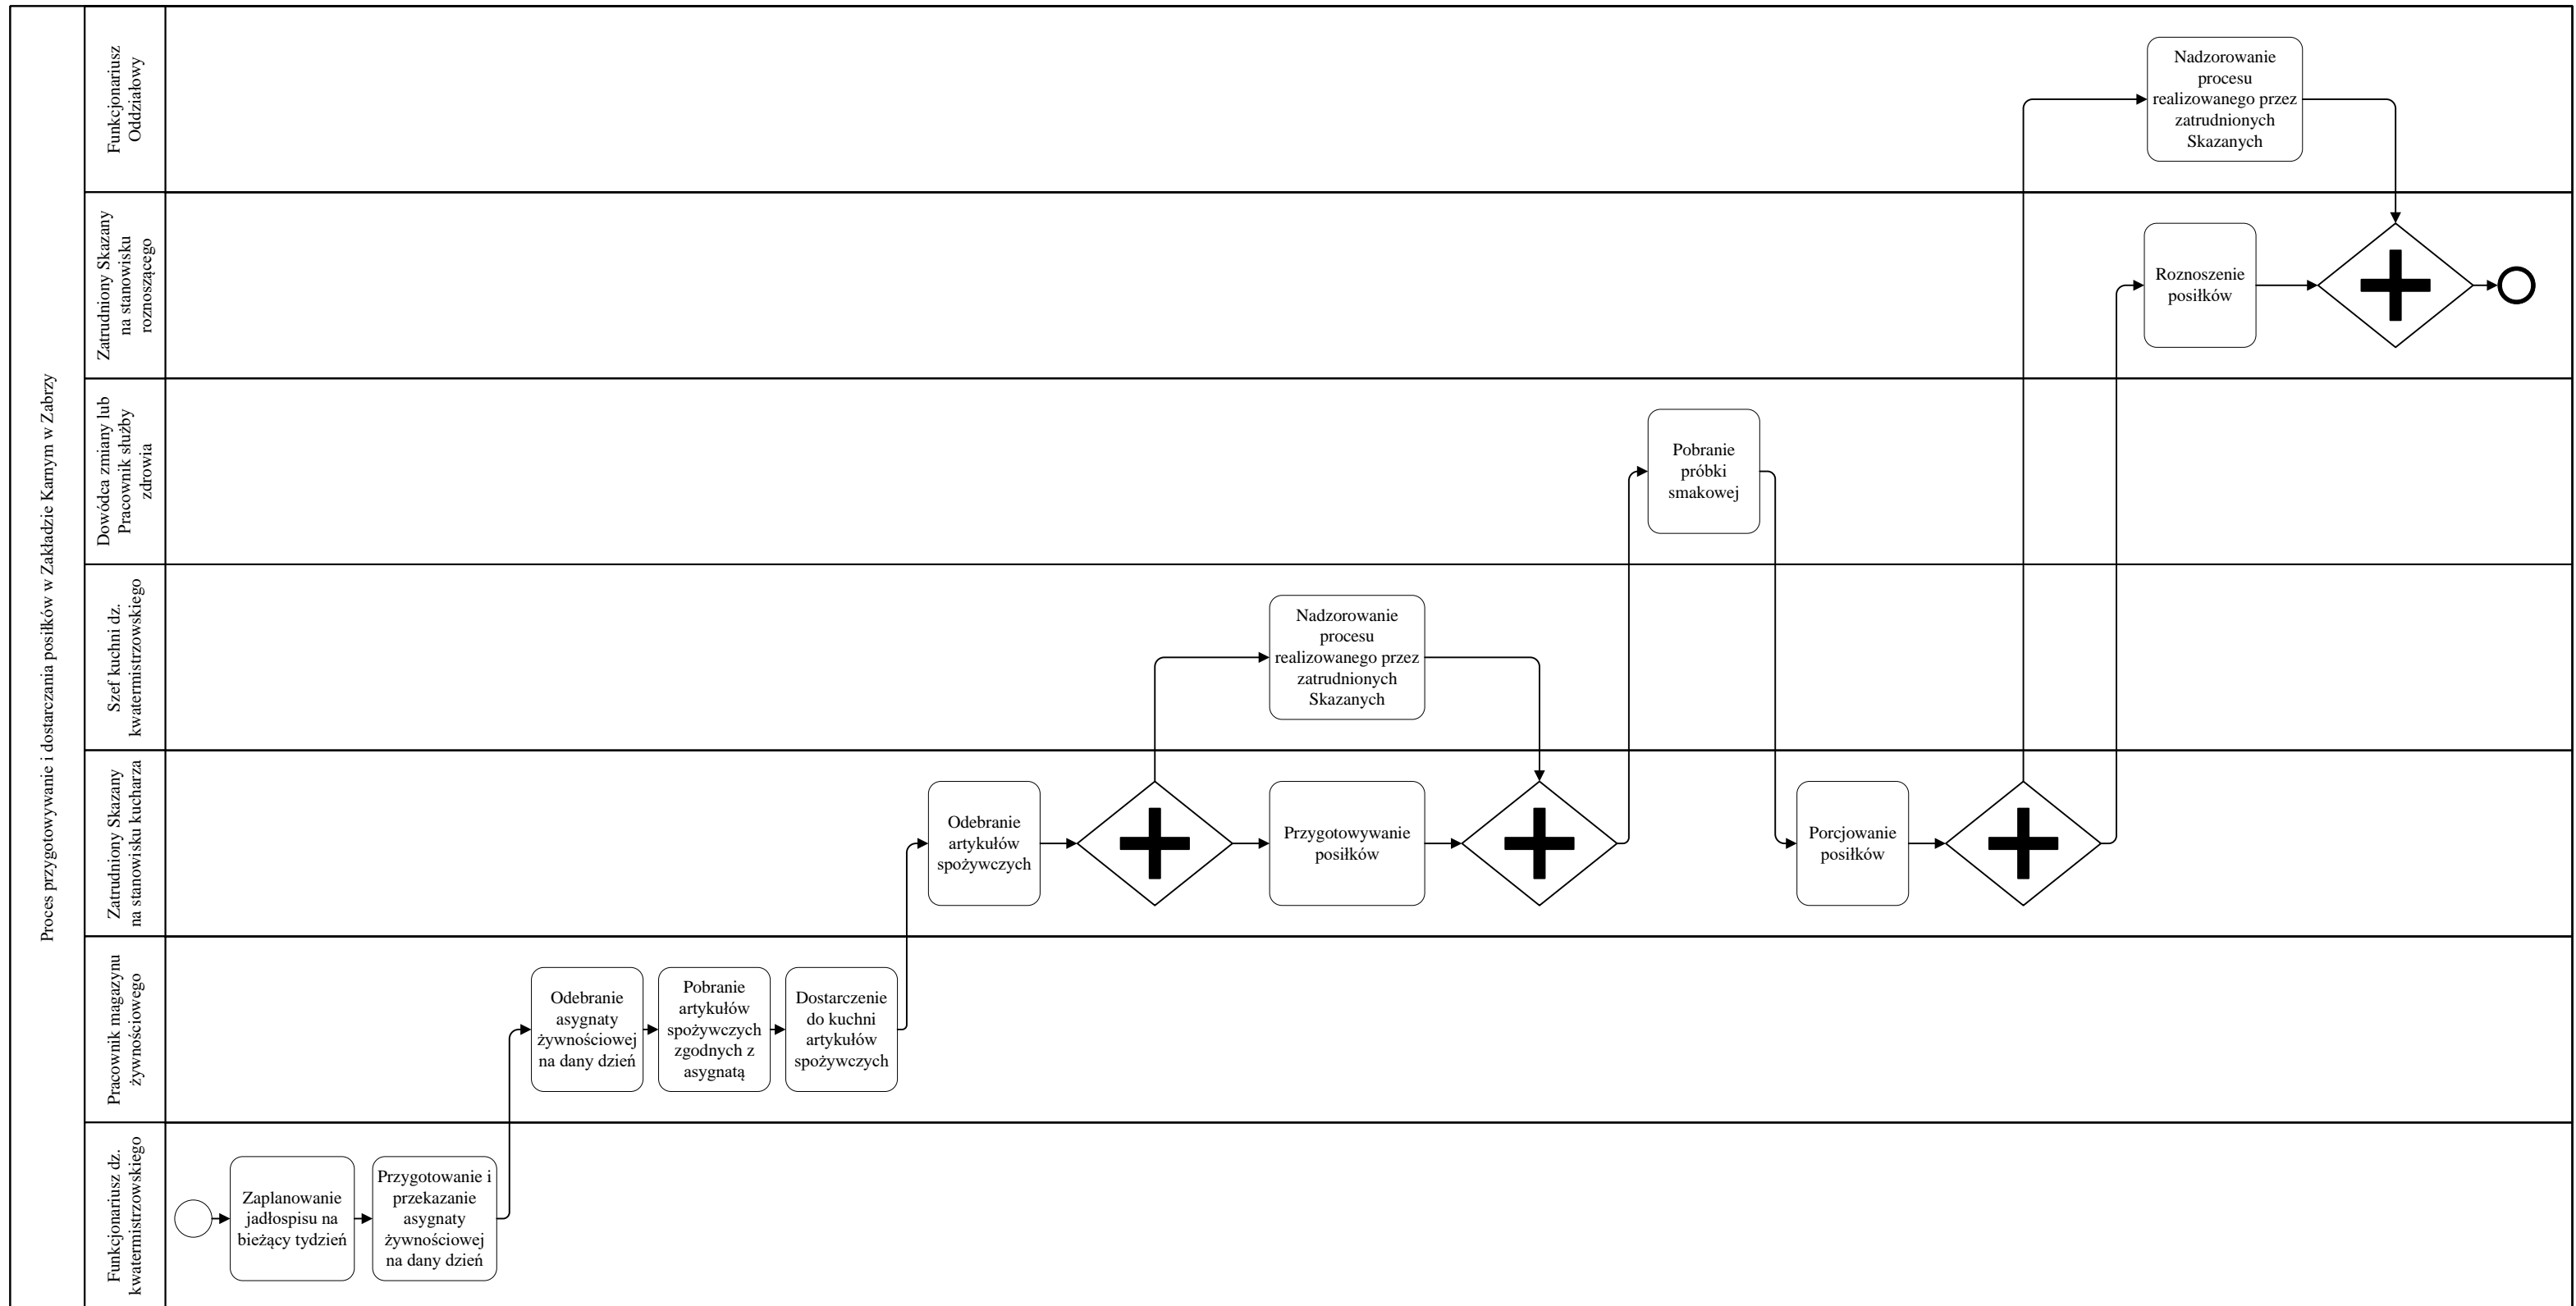 Proces przygotowywanie i dostarczania posiłków w Zakładzie Karnym w Zabrzy
Funkcjonariusz
Oddziałowy
Nadzorowanie
procesu
realizowanego przez
zatrudnionych
Skazanych
Zatrudniony Skazany
na stanowisku
roznoszącego
Roznoszenie
posiłków
Dowódca zmiany lub
Pracownik służby
zdrowia
Pobranie
próbki
smakowej
Szef kuchni dz.
kwatermistrzowskiego
Nadzorowanie
procesu
realizowanego przez
zatrudnionych
Skazanych
Zatrudniony Skazany
na stanowisku kucharza
Odebranie
artykułów
spożywczych
Przygotowywanie
posiłków
Porcjowanie
posiłków
Pracownik magazynu
żywnościowego
Odebranie
asygnaty
żywnościowej
na dany dzień
Pobranie
artykułów
spożywczych
zgodnych z
asygnatą
Dostarczenie
do kuchni
artykułów
spożywczych
Funkcjonariusz dz.
kwatermistrzowskiego
Zaplanowanie
jadłospisu na
bieżący tydzień
Przygotowanie i
przekazanie
asygnaty
żywnościowej
na dany dzień